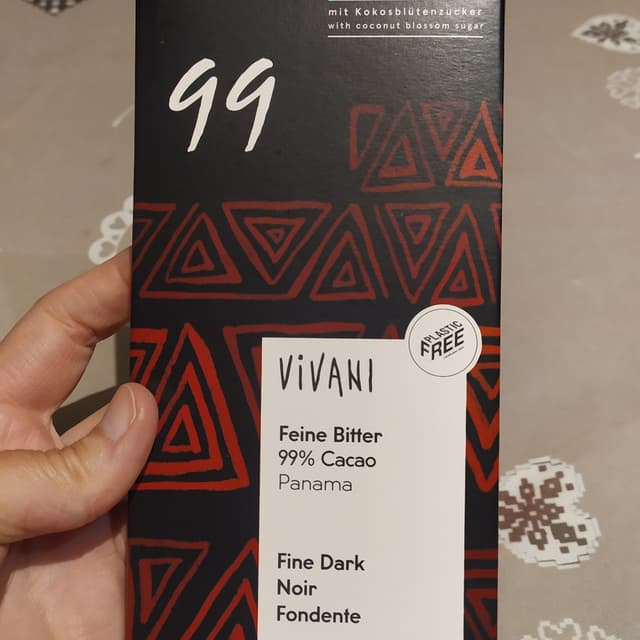 mit Kokosblütenzucker
with coconut blossom sugar
99
PLASTIC
FREE
ViVANI
Feine Bitter
99% Cacao
Panama
Fine Dark
Noir
Fondente